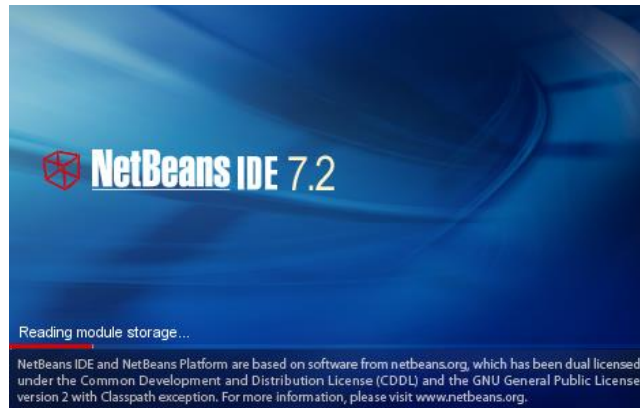 NetBeans IDE 7.2
Reading module storage...
NetBeans IDE and NetBeans Platform are based on software from netbeans.org, which has been dual licensed
under the Common Development and Distribution License (CDDL) and the GNU General Public License
version 2 with Classpath exception. For more information, please visit www.netbeans.org.